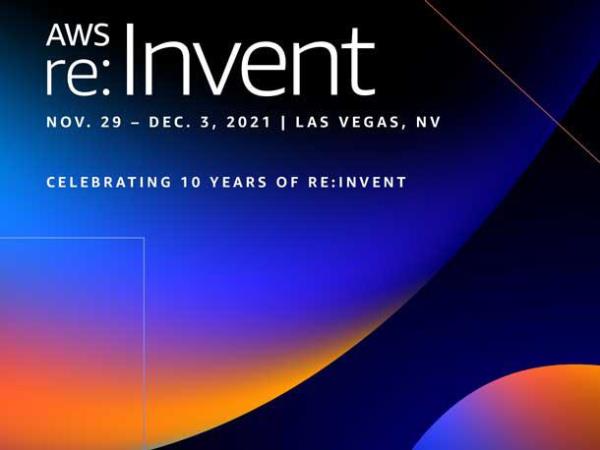 AWS
re:Invent
NOV. 29 – DEC. 3, 2021 | LAS VEGAS, NV
CELEBRATING 10 YEARS OF RE:INVENT